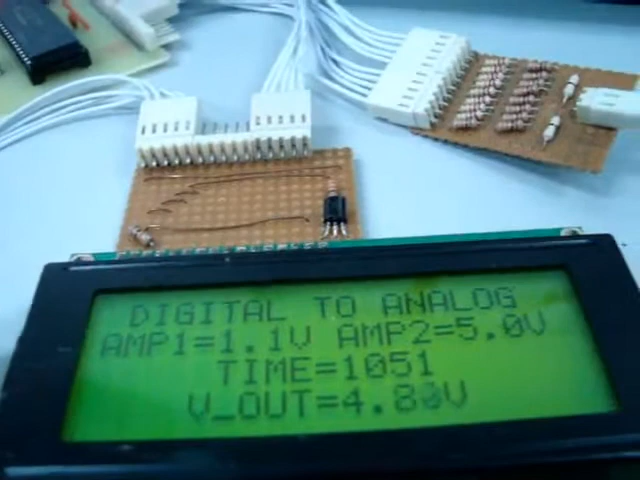 DIGITAL TO ANALOG
AMP1=1.1V AMP2=5.0V
TIME=1051
V_OUT=4.80V